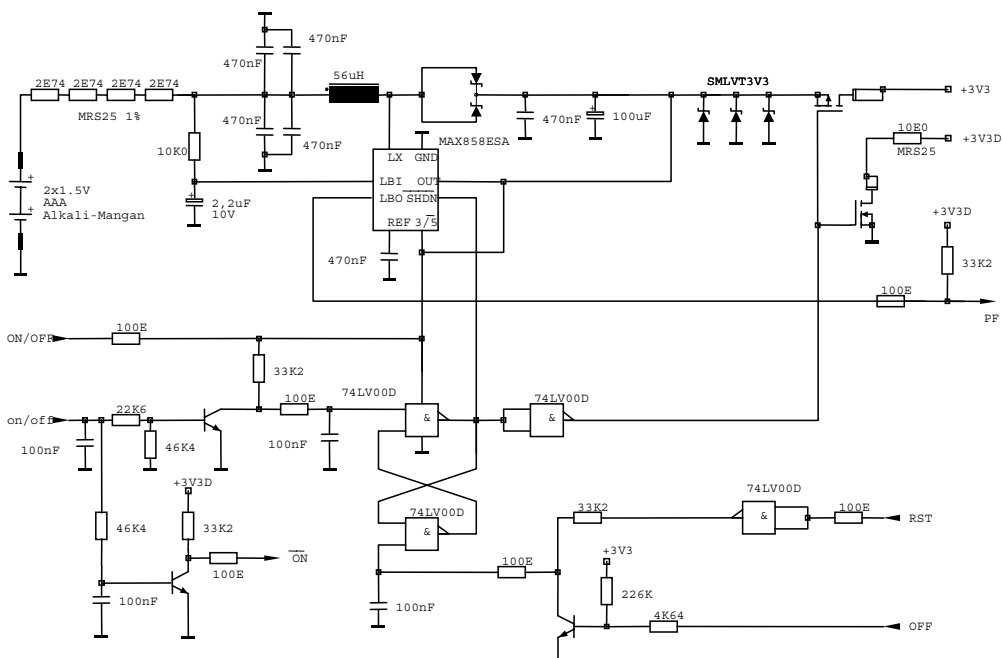 2E74 2E74 2E74 2E74
MRS25 1%
470nF
470nF
470nF
470nF
56uH
SMLVT3V3
+3V3
MAX858ESA
470nF
100uF
10E0
+3V3D
MRS25
10K0
LX GND
LBI OUT
LBO SHDN
REF 3/5
+
2x1.5V
AAA
+
Alkali-Mangan
+
2,2uF
10V
+
+3V3D
33K2
470nF
100E
PF
ON/OFF
100E
33K2
74LV00D
74LV00D
on/off
22K6
100E
&
&
100nF
46K4
100nF
+3V3D
46K4
33K2
74LV00D
&
33K2
74LV00D
&
100E
RST
ON
100E
100E
+3V3
226K
100nF
100nF
4K64
OFF